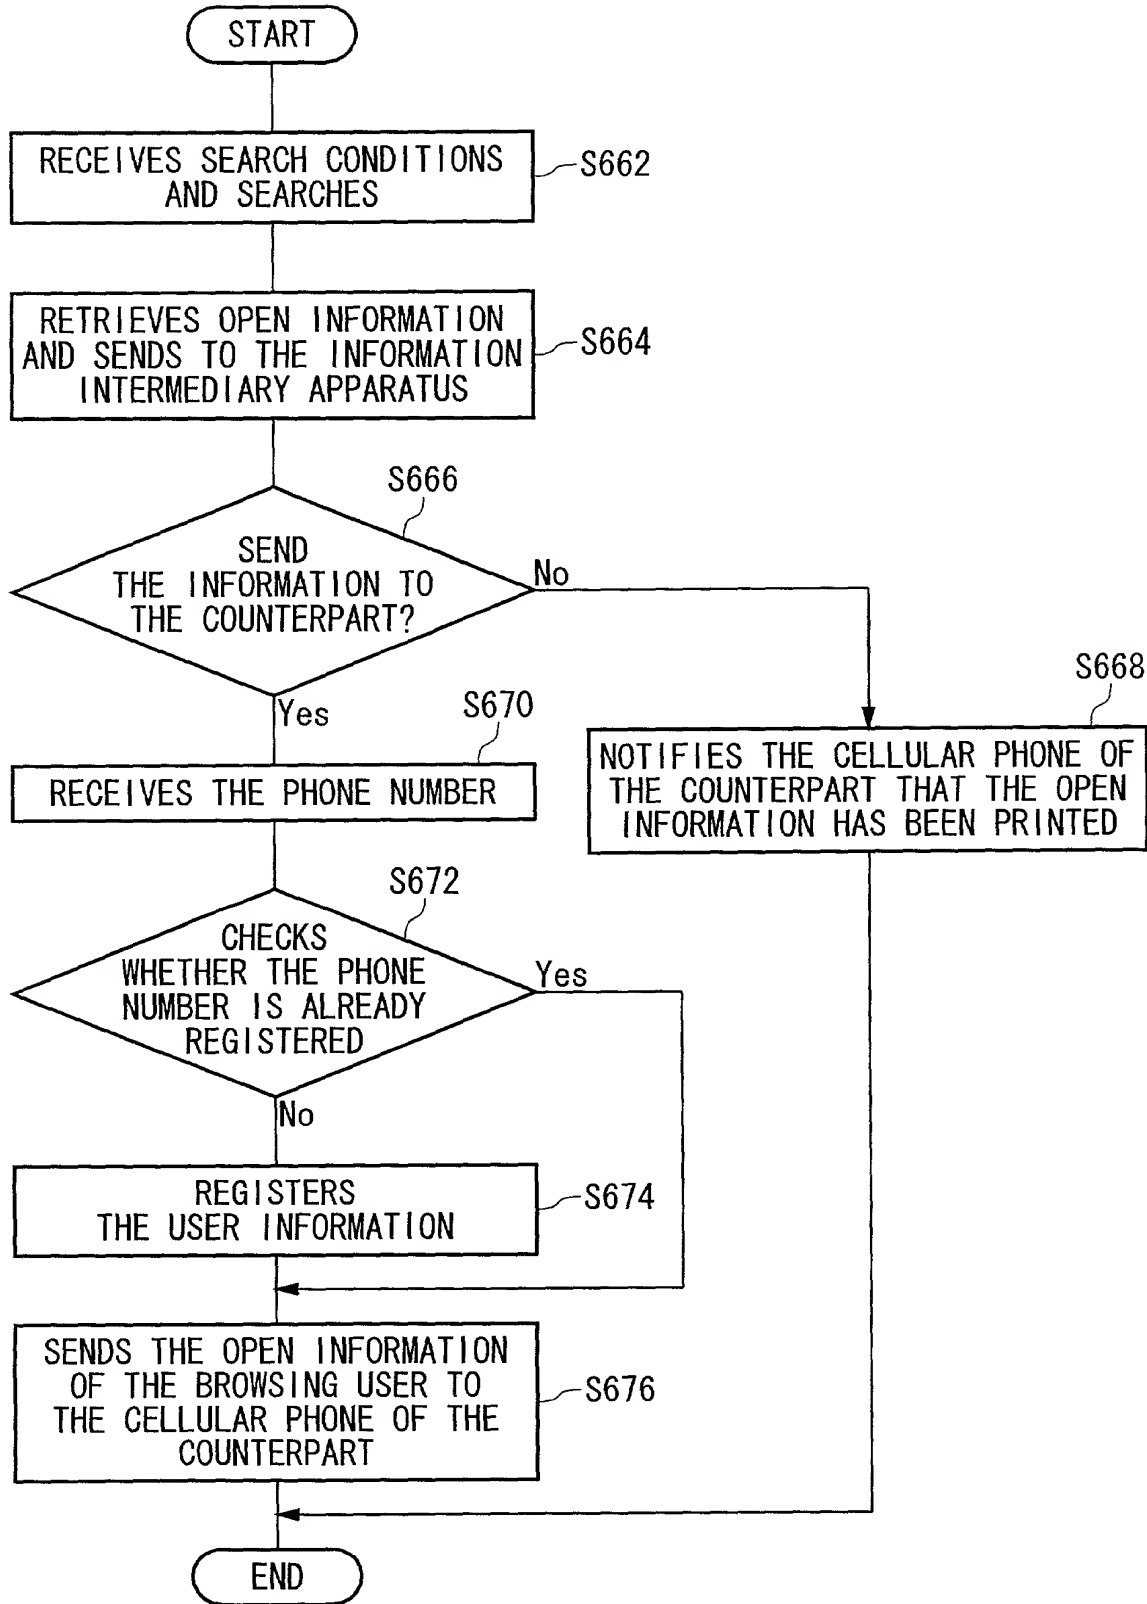 START
RECEIVES SEARCH CONDITIONS
AND SEARCHES
S662
RETRIEVES OPEN INFORMATION
AND SENDS TO THE INFORMATION
INTERMEDIARY APPARATUS
S664
S666
SEND
THE INFORMATION TO
THE COUNTERPART?
No
Yes
S668
NOTIFIES THE CELLULAR PHONE OF
THE COUNTERPART THAT THE OPEN
INFORMATION HAS BEEN PRINTED
S670
RECEIVES THE PHONE NUMBER
S672
CHECKS
WHETHER THE PHONE
NUMBER IS ALREADY
REGISTERED
Yes
No
REGISTERS
THE USER INFORMATION
S674
SENDS THE OPEN INFORMATION
OF THE BROWSING USER TO
THE CELLULAR PHONE OF THE
COUNTERPART
S676
END